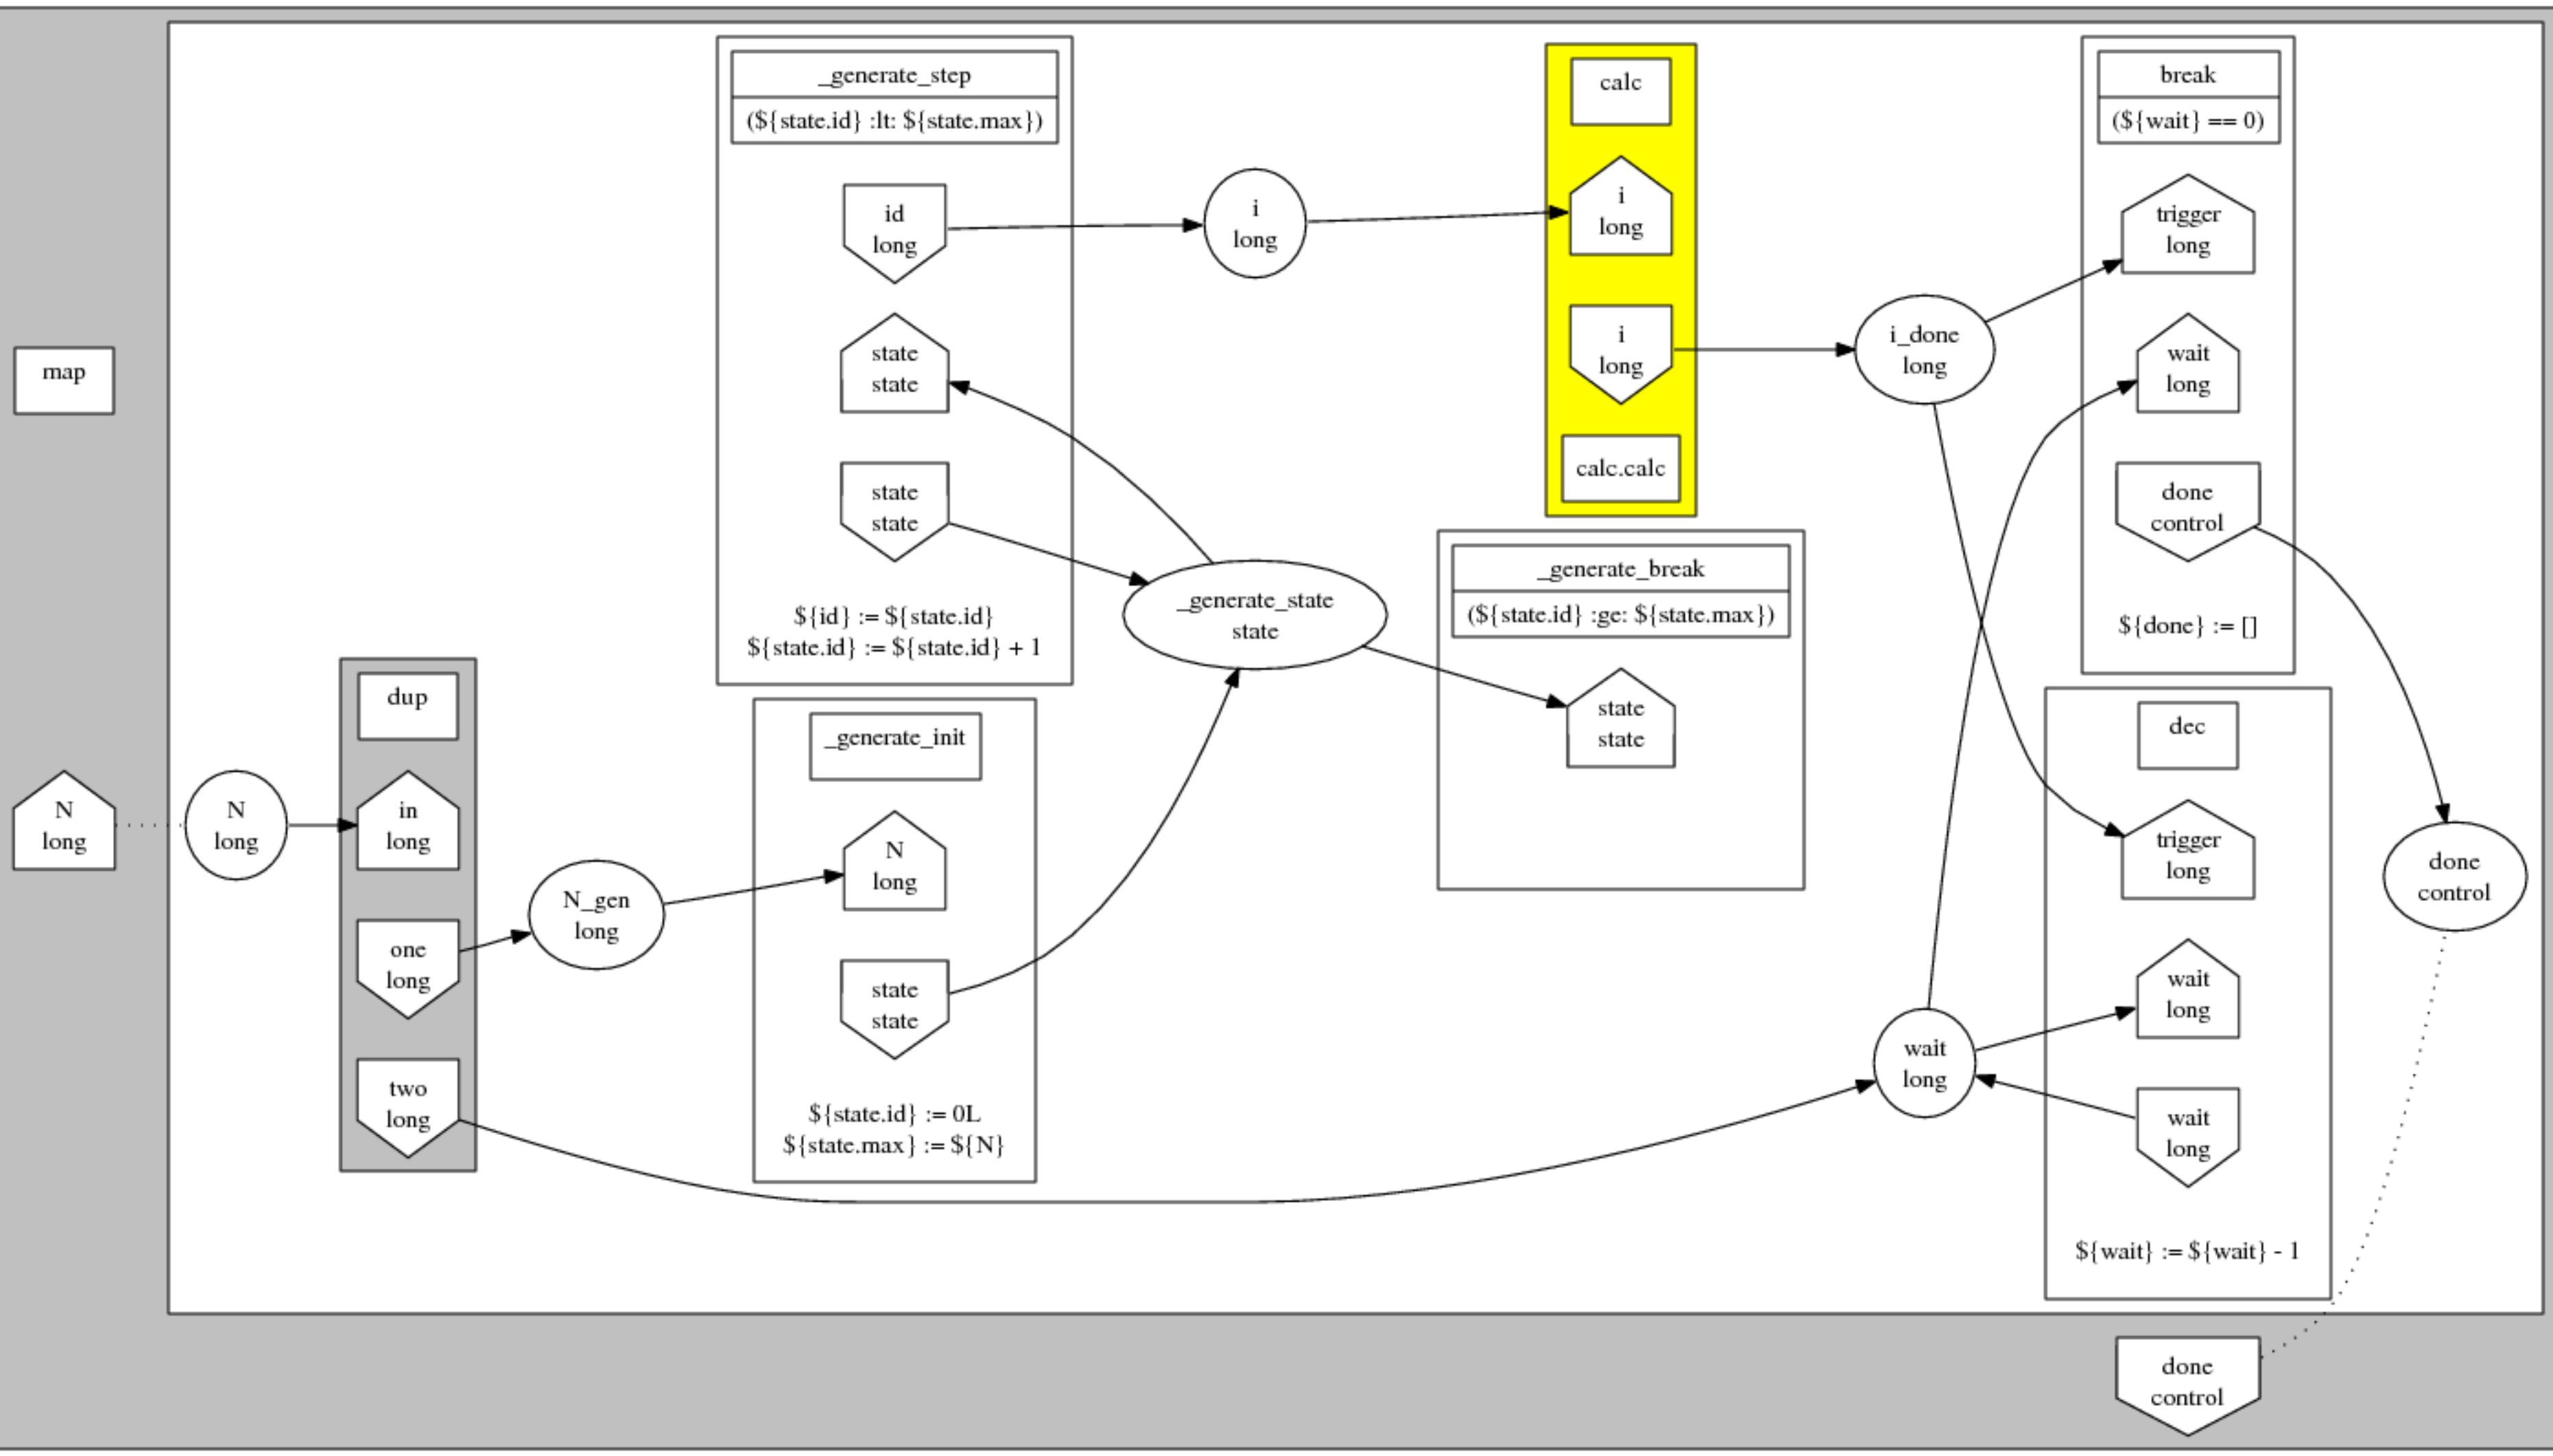 map
N
long
N
long
dup
in
long
one
long
two
long
N_gen
long
_generate_step
(${state.id} :lt: ${state.max})
id
long
state
state
state
state
${id} := ${state.id}
${state.id} := ${state.id} + 1
_generate_init
N
long
state
state
${state.id} := 0L
${state.max} := ${N}
i
long
_generate_state
state
calc
i
long
i
long
calc.calc
_generate_break
(${state.id} :ge: ${state.max})
state
state
i_done
long
wait
long
break
(${wait} == 0)
trigger
long
wait
long
done
control
${done} := []
dec
trigger
long
wait
long
wait
long
${wait} := ${wait} - 1
done
control
done
control